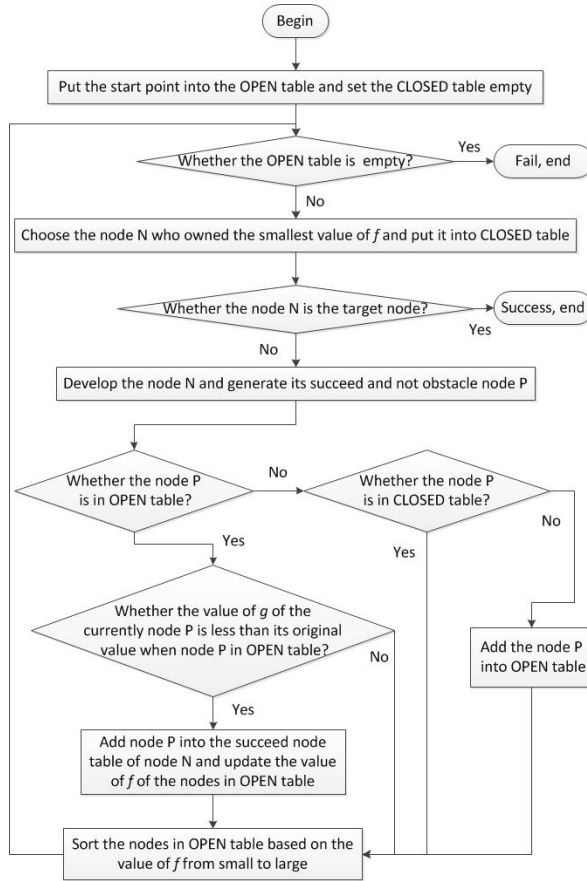 Begin
Put the start point into the OPEN table and set the CLOSED table empty
Whether the OPEN table is empty?
Yes
Fail, end
No
Choose the node N who owned the smallest value of f and put it into CLOSED table
Whether the node N is the target node?
Success, end
Yes
No
Develop the node N and generate its succeed and not obstacle node P
Whether the node P
is in OPEN table?
No
Whether the node P
is in CLOSED table?
No
Yes
Yes
Whether the value of g of the
currently node P is less than its original
value when node P in OPEN table?
No
Add the node P
into OPEN table
Yes
Add node P into the succeed node
table of node N and update the value
of f of the nodes in OPEN table
Sort the nodes in OPEN table based on the
value of f from small to large